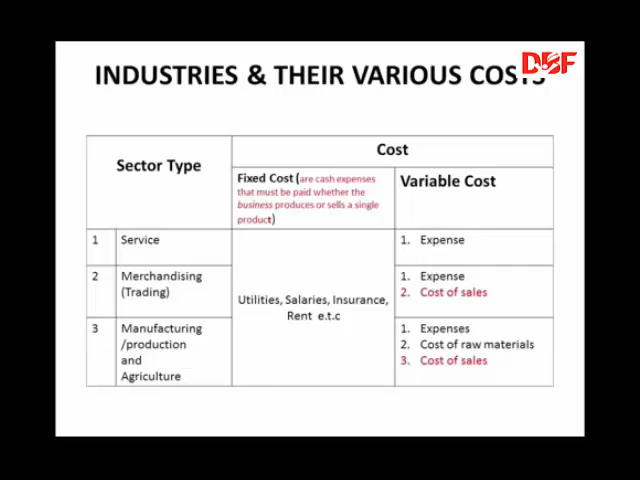 DBF
INDUSTRIES & THEIR VARIOUS COSTS
Sector Type
Cost
Fixed Cost (are cash expenses
that must be paid whether the
business produces or sells a single
product)
Variable Cost
1 Service
1. Expense
2 Merchandising
(Trading)
1. Expense
2. Cost of sales
Utilities, Salaries, Insurance,
Rent e.t.c
3 Manufacturing
/production
and
Agriculture
1. Expenses
2. Cost of raw materials
3. Cost of sales